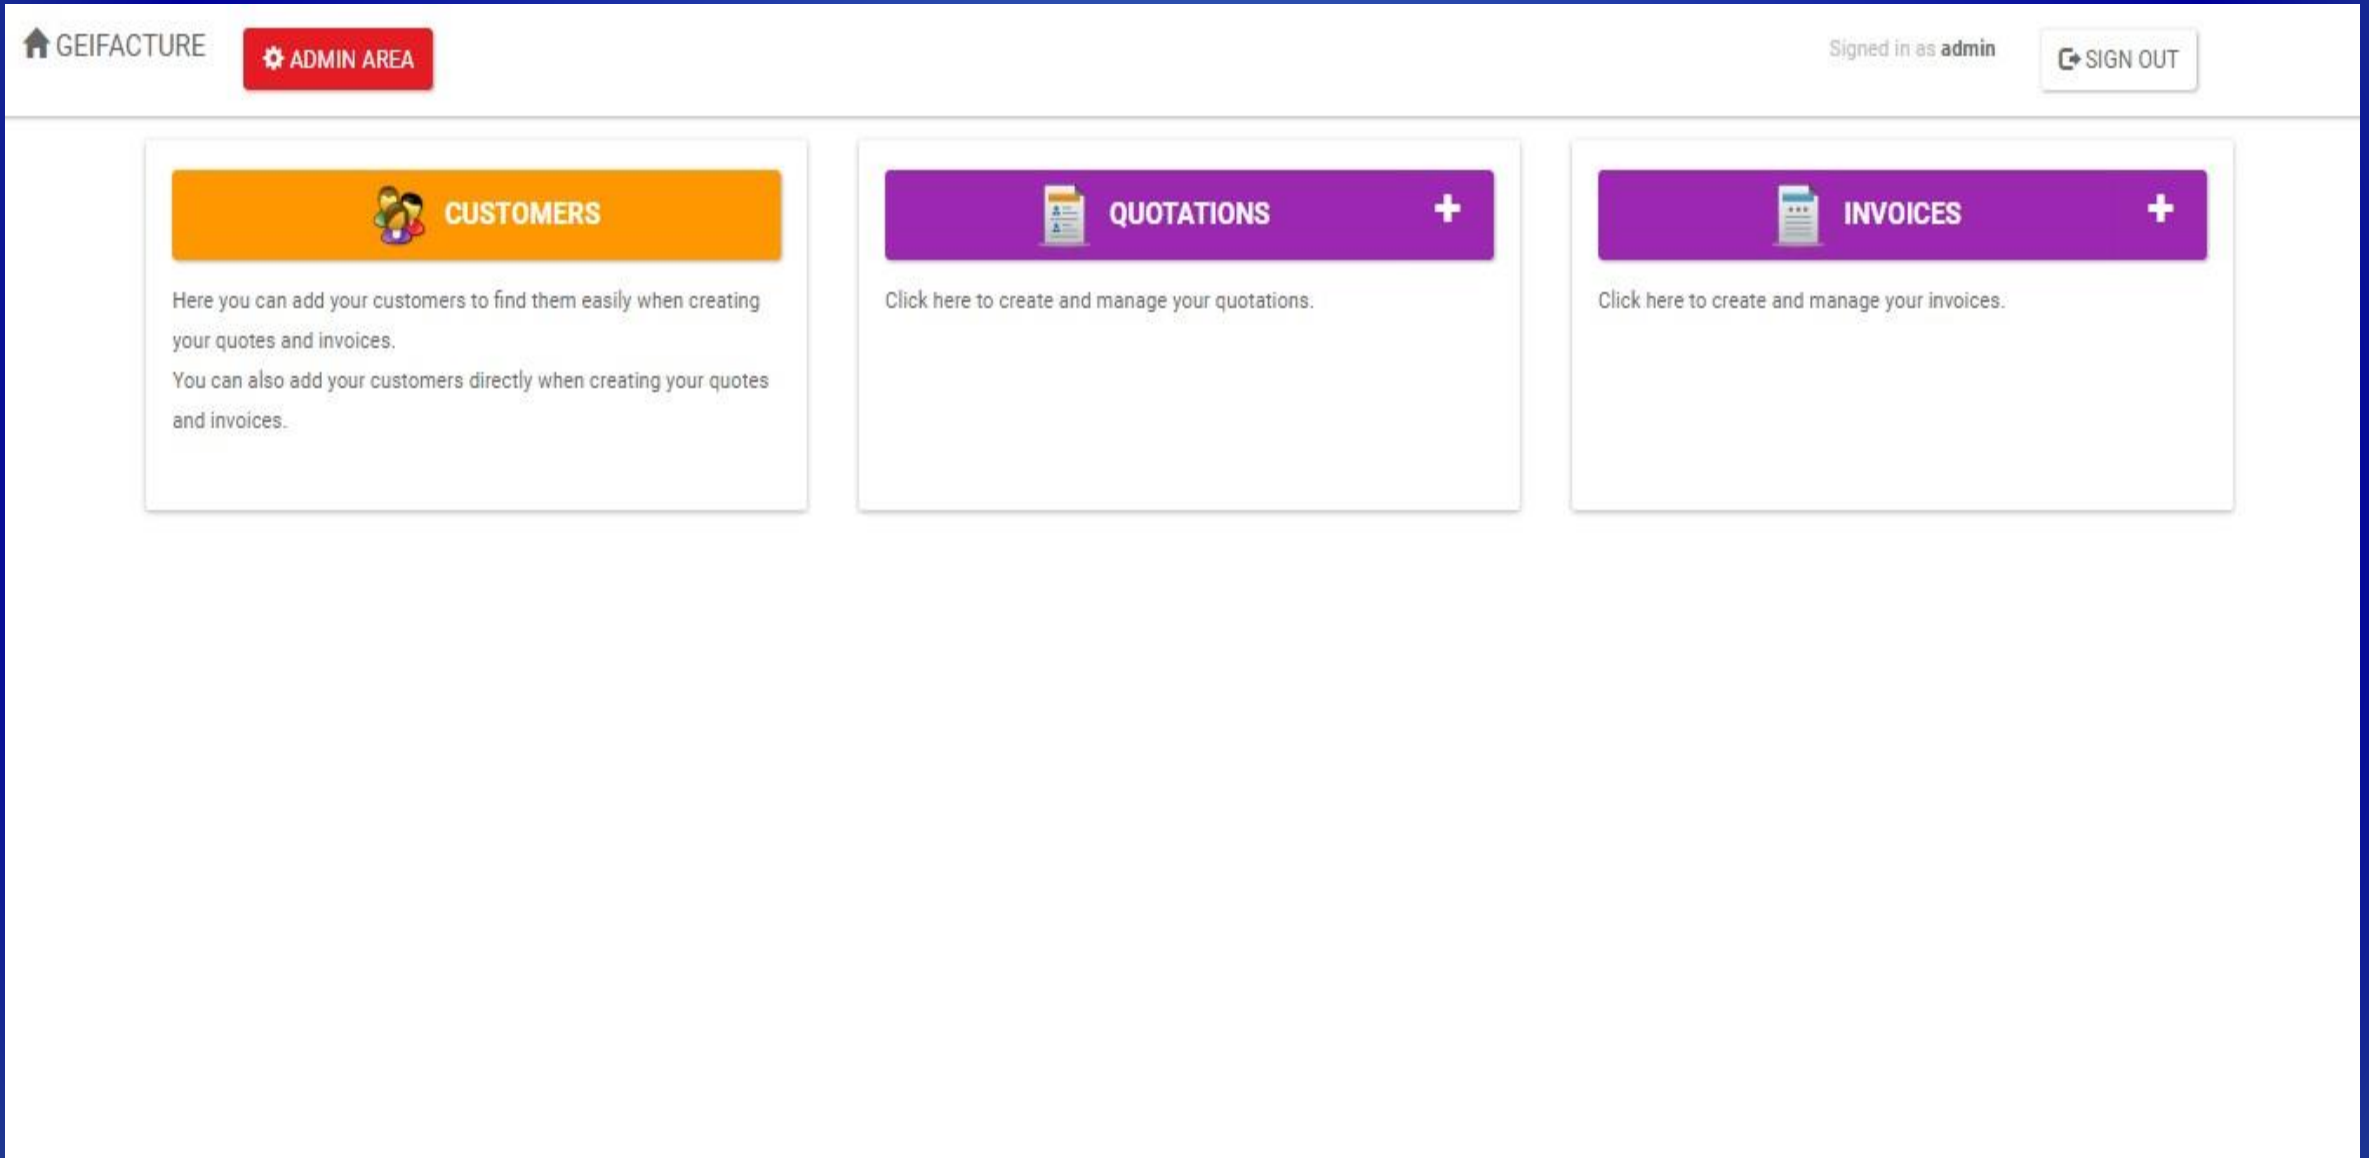 GEIFACTURE
ADMIN AREA
Signed in as admin
SIGN OUT
CUSTOMERS
Here you can add your customers to find them easily when creating
your quotes and invoices.
You can also add your customers directly when creating your quotes
and invoices.
QUOTATIONS
Click here to create and manage your quotations.
INVOICES
Click here to create and manage your invoices.